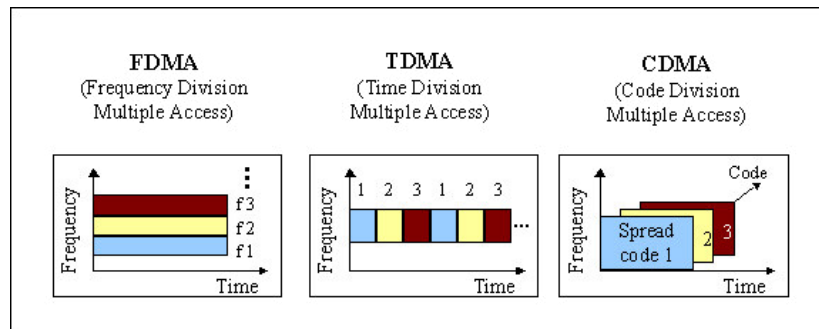 FDMA
(Frequency Division
Multiple Access)
Frequency
f3
f2
f1
Time
TDMA
(Time Division
Multiple Access)
Frequency
1 2 3 1 2 3
Time
CDMA
(Code Division
Multiple Access)
Frequency
Code
Spread
code 1
2
3
Time